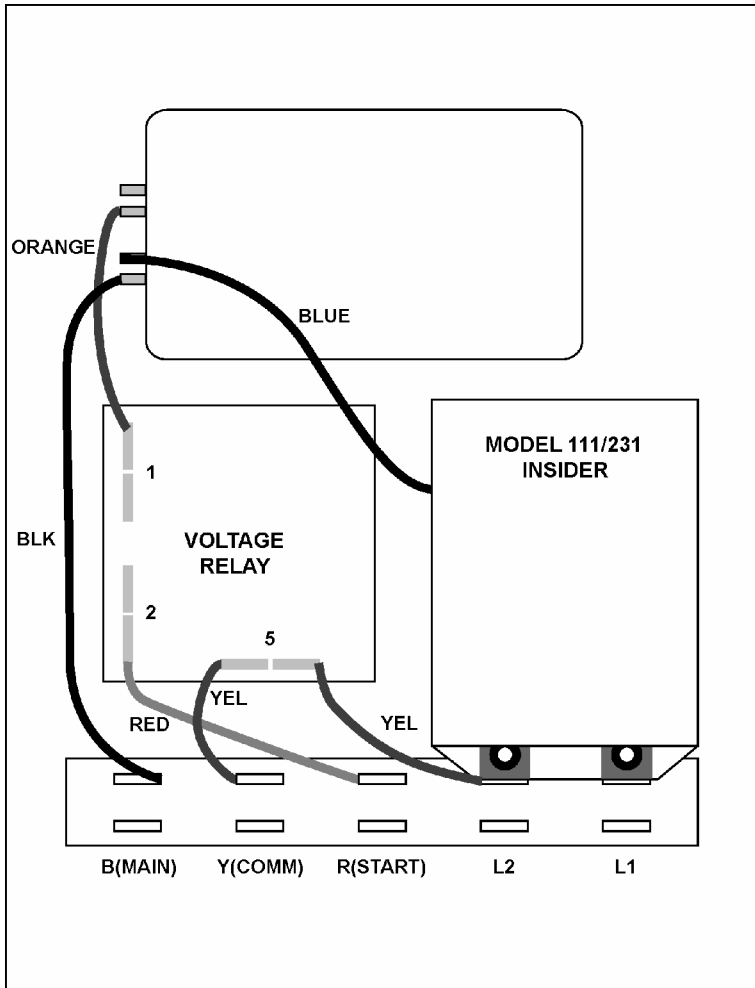 ORANGE
BLUE
MODEL 111/231
INSIDER
1
BLK
VOLTAGE
RELAY
2
5
YEL
RED
YEL
B(MAIN)
Y(COMM)
R(START)
L2
L1